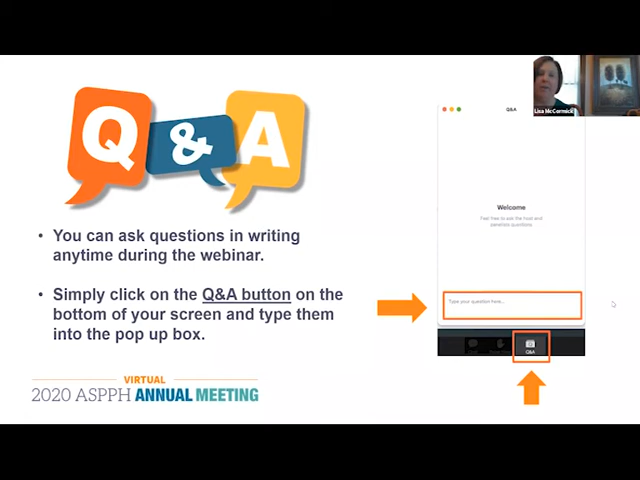 Q & A
Q&A
Lisa McCormick
Welcome
Feel free to ask the host and
panelists questions.
• You can ask questions in writing
anytime during the webinar.
• Simply click on the Q&A button on the
bottom of your screen and type them
into the pop up box.
Type your question here...
Q&A
VIRTUAL
2020 ASPPH ANNUAL MEETING